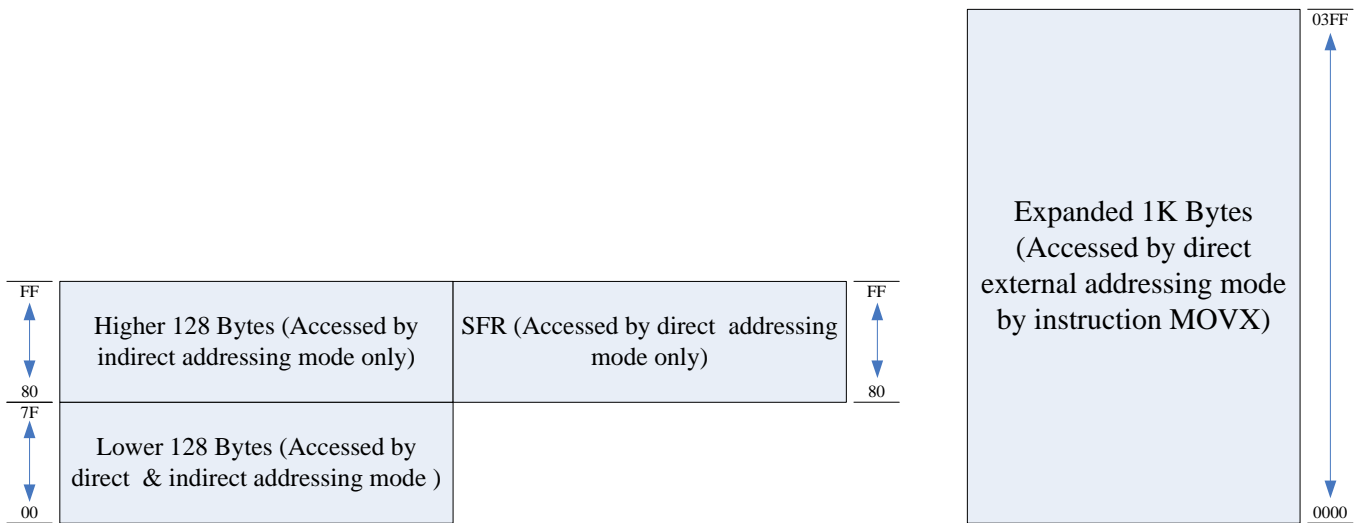 03FF
Expanded 1K Bytes
(Accessed by direct
external addressing mode
by instruction MOVX)
0000
FF
Higher 128 Bytes (Accessed by
indirect addressing mode only)
80
SFR (Accessed by direct addressing
mode only)
FF
80
7F
Lower 128 Bytes (Accessed by
direct & indirect addressing mode )
00